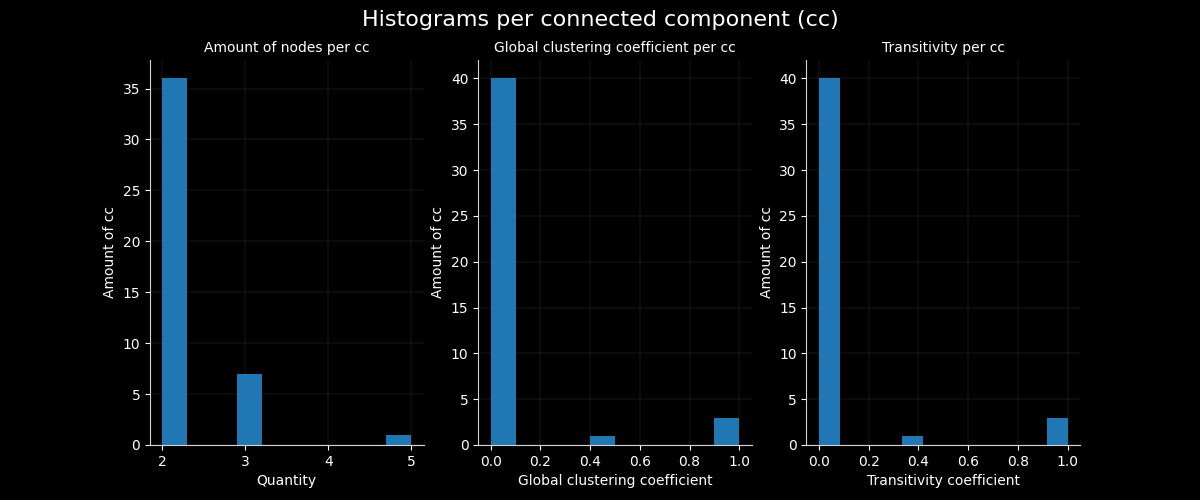 Histograms per connected component (cc)
Amount of nodes per cc
Global clustering coefficient per cc
Transitivity per cc
Amount of cc
35
30
25
20
15
10
5
0
2 3 4 5
Quantity
Amount of cc
40
35
30
25
20
15
10
5
0
0.0 0.2 0.4 0.6 0.8 1.0
Global clustering coefficient
Amount of cc
40
35
30
25
20
15
10
5
0
0.0 0.2 0.4 0.6 0.8 1.0
Transitivity coefficient